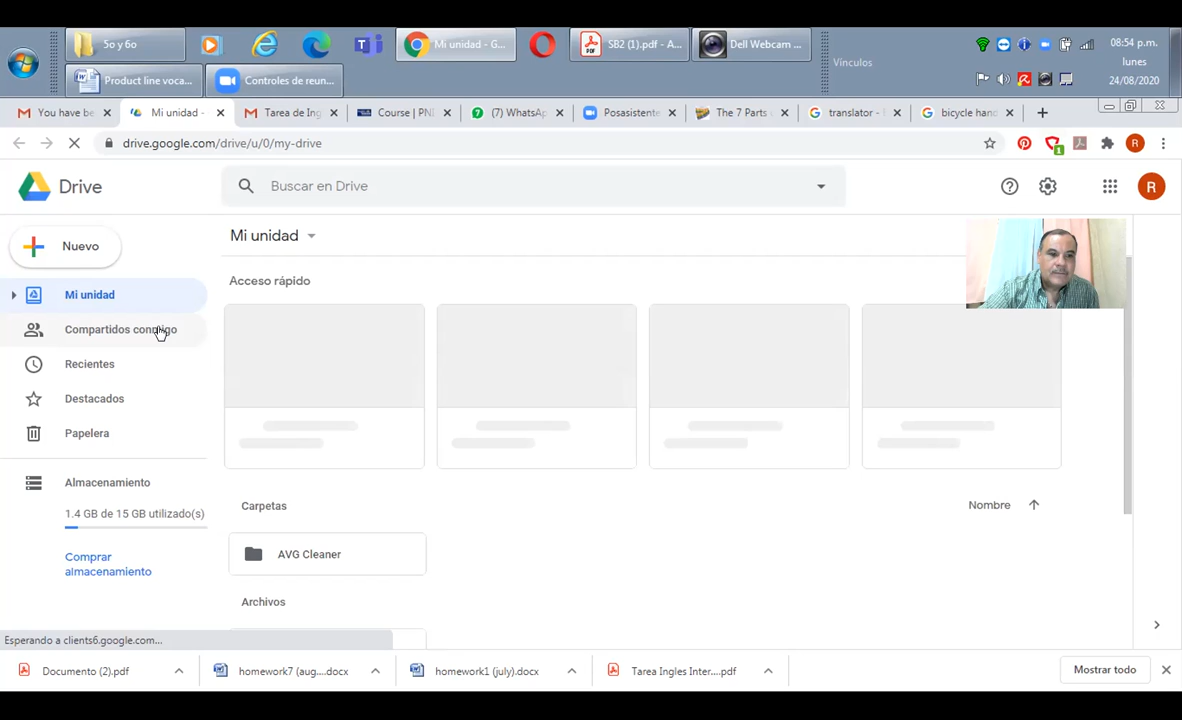 5o y 6o
Mi unidad - G...
SB2 (1).pdf - A...
Dell Webcam ...
Product line voca...
Controles de reun...
Vínculos
08:54 p.m.
lunes
24/08/2020
You have be
Mi unidad -
Tarea de Ing
Course | PNI
(7) WhatsAp
Posasistente
The 7 Parts
translator -
bicycle hand
drive.google.com/drive/u/0/my-drive
Drive
Buscar en Drive
R
Nuevo
Mi unidad
Compartidos conmigo
Recientes
Destacados
Papelera
Almacenamiento
1.4 GB de 15 GB utilizado(s)
Comprar
almacenamiento
Mi unidad
Acceso rápido
Carpetas
Nombre
AVG Cleaner
Archivos
Esperando a clients6.google.com...
Documento (2).pdf
homework7 (aug....docx
homework1 (july).docx
Tarea Ingles Inter....pdf
Mostrar todo